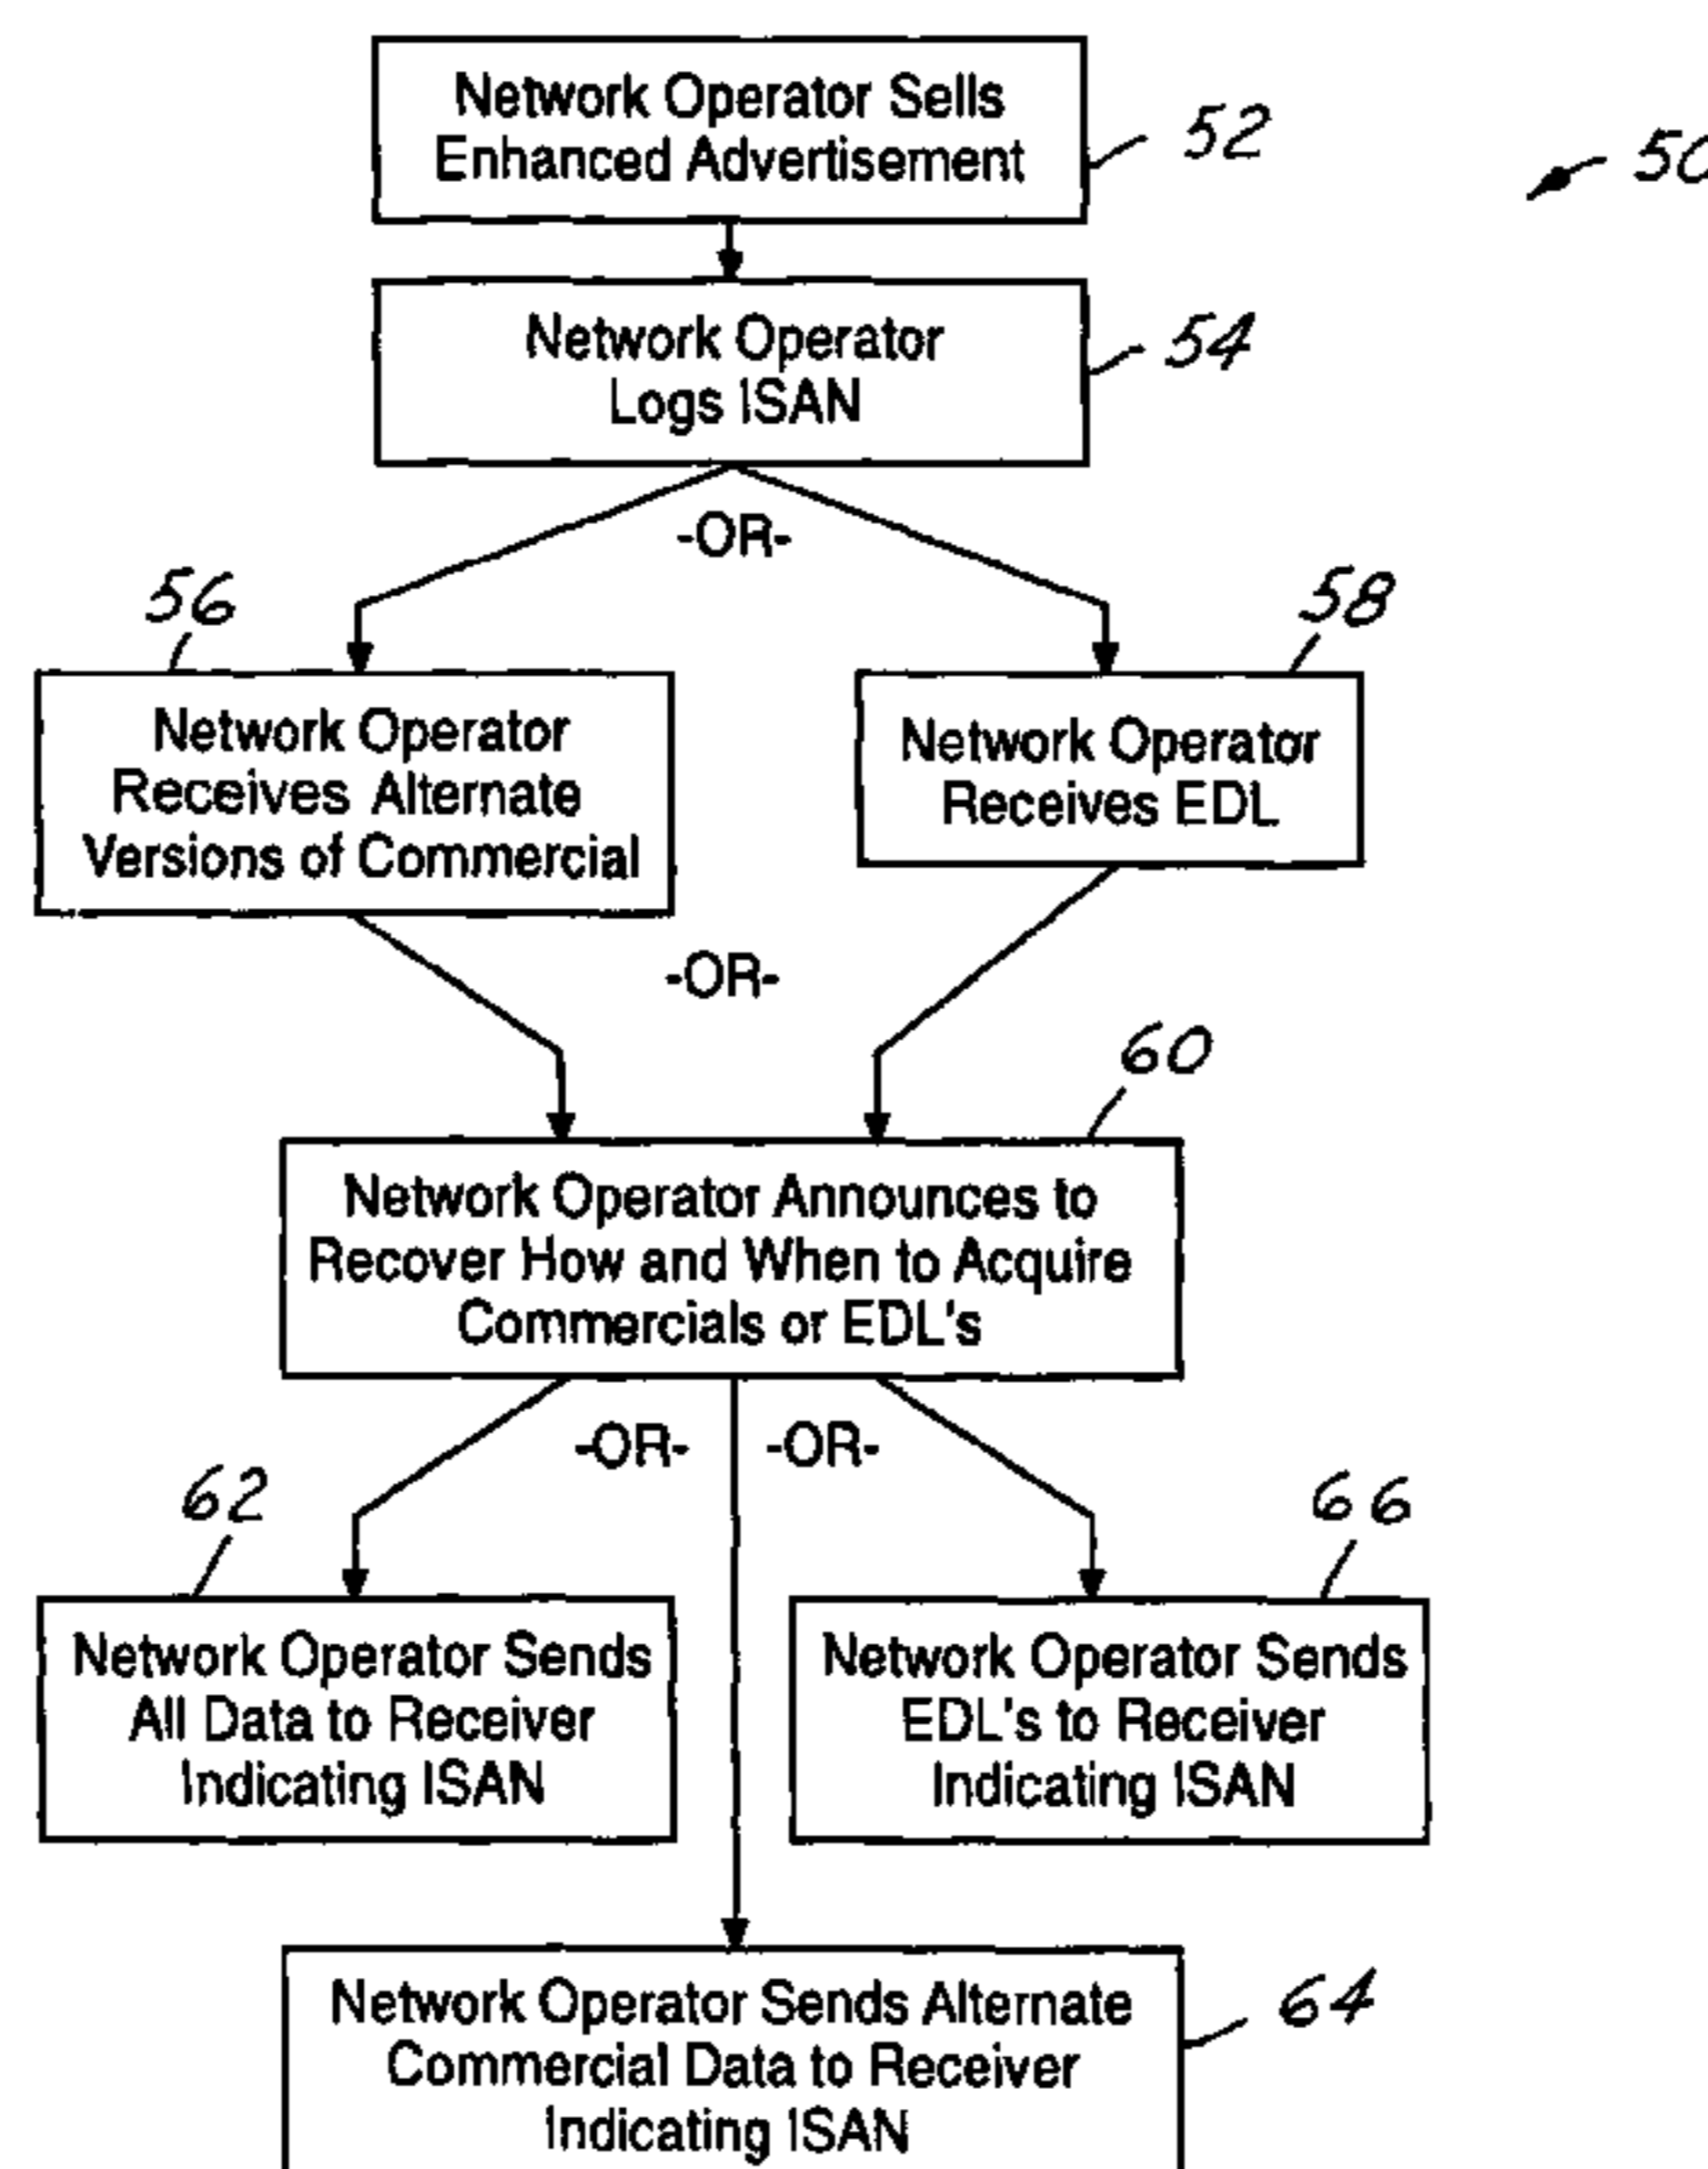 Network Operator Sells
Enhanced Advertisement
52
50
Network Operator
Logs ISAN
54
-OR-
56
58
Network Operator
Receives Alternate
Versions of Commercial
Network Operator
Receives EDL
-OR-
60
Network Operator Announces to
Recover How and When to Acquire
Commercials or EDL's
-OR-
-OR-
62
66
Network Operator Sends
All Data to Receiver
Indicating ISAN
Network Operator Sends
EDL's to Receiver
Indicating ISAN
Network Operator Sends Alternate
Commercial Data to Receiver
Indicating ISAN
64